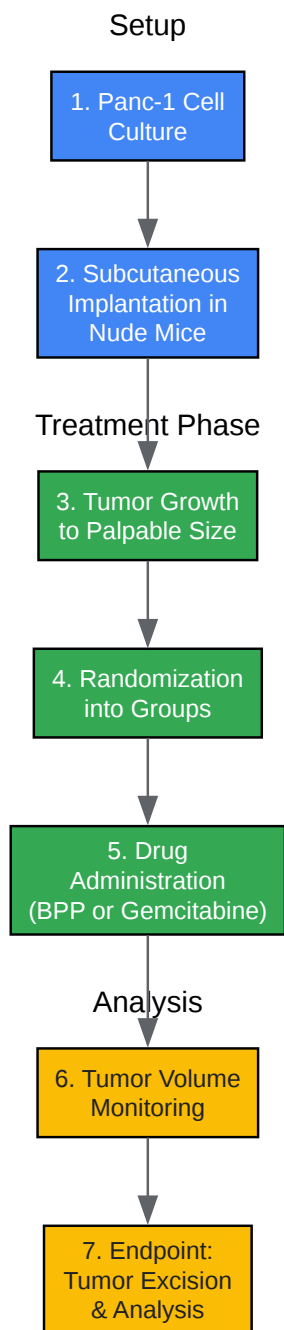 Setup
1. Panc-1 Cell
Culture
2. Subcutaneous
Implantation in
Nude Mice
Treatment Phase
3. Tumor Growth
to Palpable Size
4. Randomization
into Groups
5. Drug
Administration
(BPP or Gemcitabine)
Analysis
6. Tumor Volume
Monitoring
7. Endpoint:
Tumor Excision
& Analysis